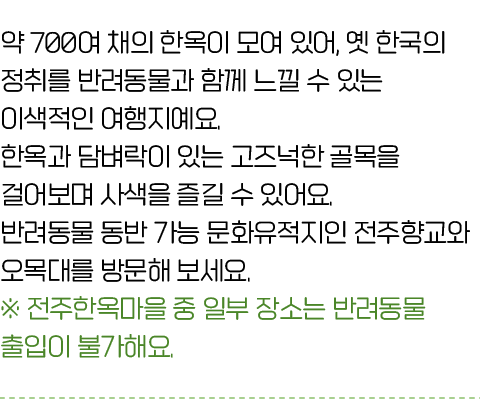 약 700여 채의 한옥이 모여 있어, 옛 한국의
정취를 반려동물과 함께 느낄 수 있는
이색적인 여행지예요.
한옥과 담벼락이 있는 고즈넉한 골목을
걸어보며 사색을 즐길 수 있어요.
반려동물 동반 가능 문화유적지인 전주향교와
오목대를 방문해 보세요.
※ 전주한옥마을 중 일부 장소는 반려동물
출입이 불가해요.